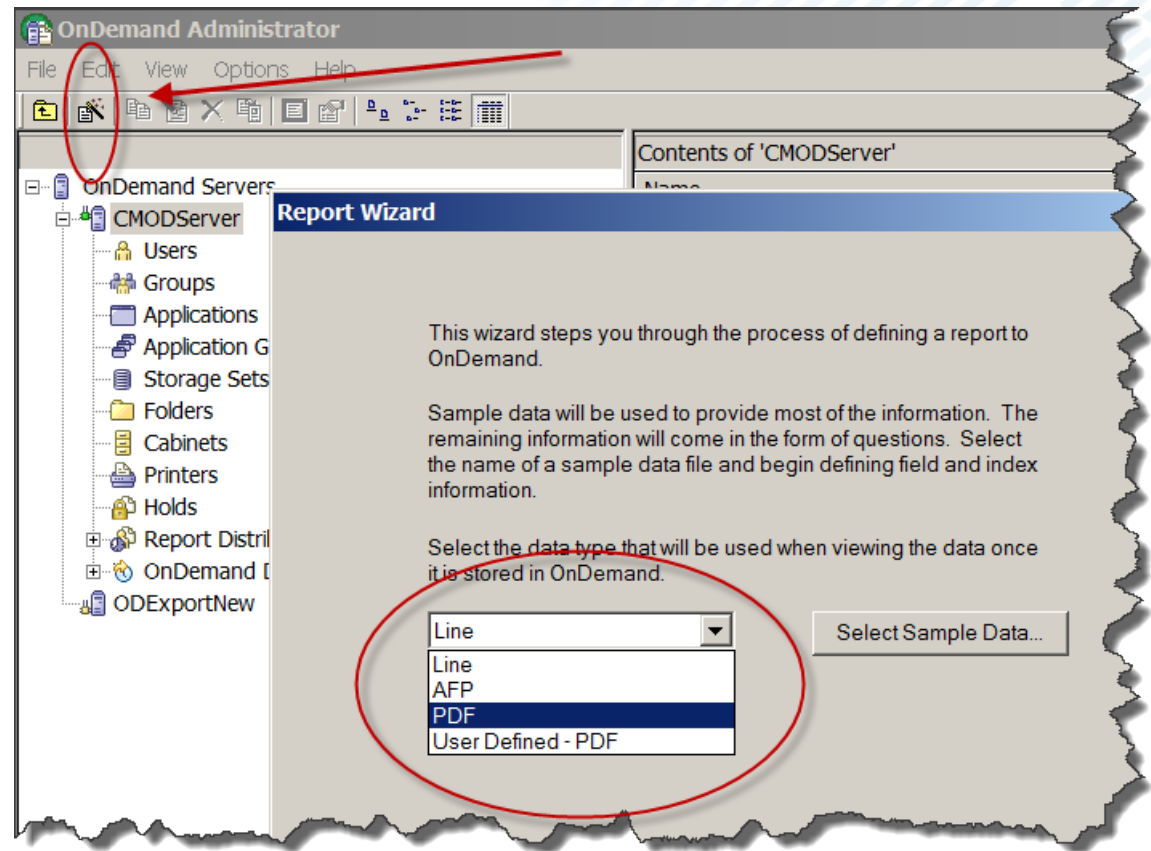 OnDemand Administrator
File Edit View Options Help
Contents of 'CMODServer'
Name
OnDemand Servers
CMODServer
Users
Groups
Applications
Application G
Storage Sets
Folders
Cabinets
Printers
Holds
Report Distril
OnDemand D
ODExportNew
Report Wizard
This wizard steps you through the process of defining a report to
OnDemand.
Sample data will be used to provide most of the information. The
remaining information will come in the form of questions. Select
the name of a sample data file and begin defining field and index
information.
Select the data type that will be used when viewing the data once
it is stored in OnDemand.
Line
Select Sample Data...
Line
AFP
PDF
User Defined - PDF